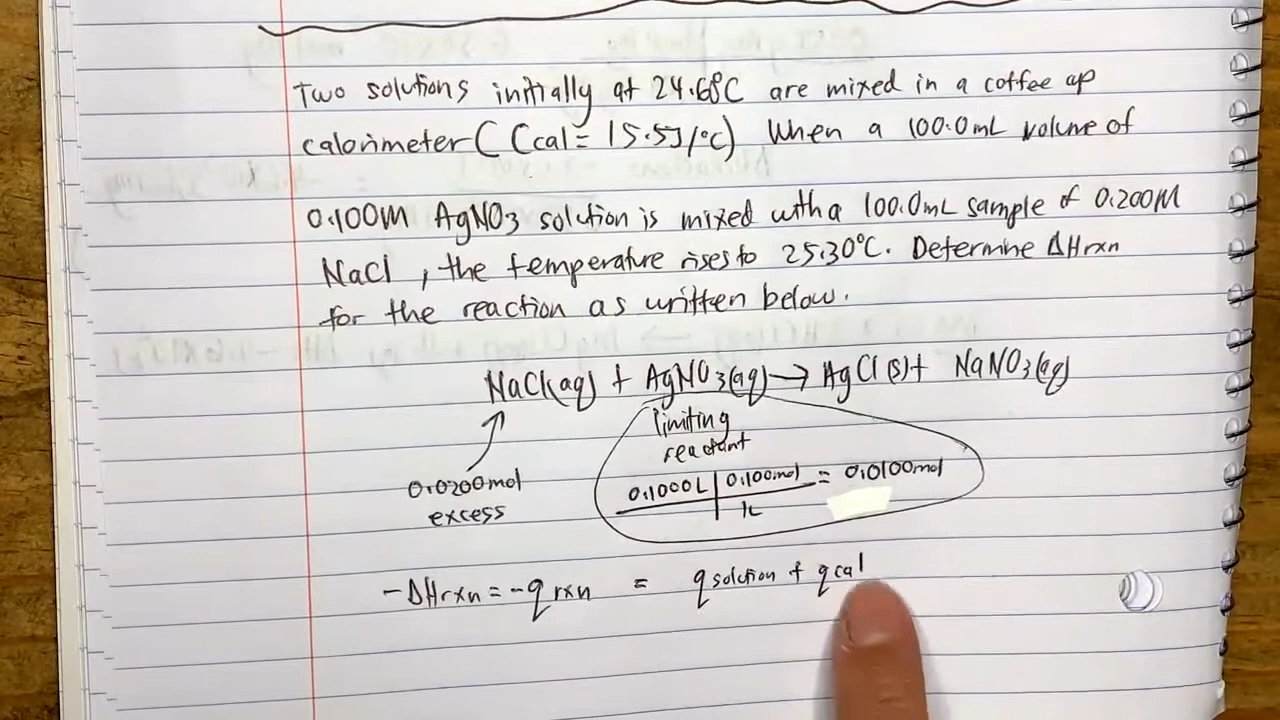 Two solutions initially at 24.68°C are mixed in a coffee cup
calorimeter (Ccal = 15.5J/°C) When a 100.0mL volume of
0.100M AgNO3 solution is mixed with a 100.0mL sample of 0.200M
NaCl, the temperature rises to 25.30°C. Determine ΔHrxn
for the reaction as written below.
NaCl(aq) + AgNO3(aq) → AgCl(s) + NaNO3(aq)
limiting
reactant
0.0200mol
excess
0.1000L | 0.100mol = 0.0100mol
1L
-ΔHrxn = -qrxn = qsolution + qcal